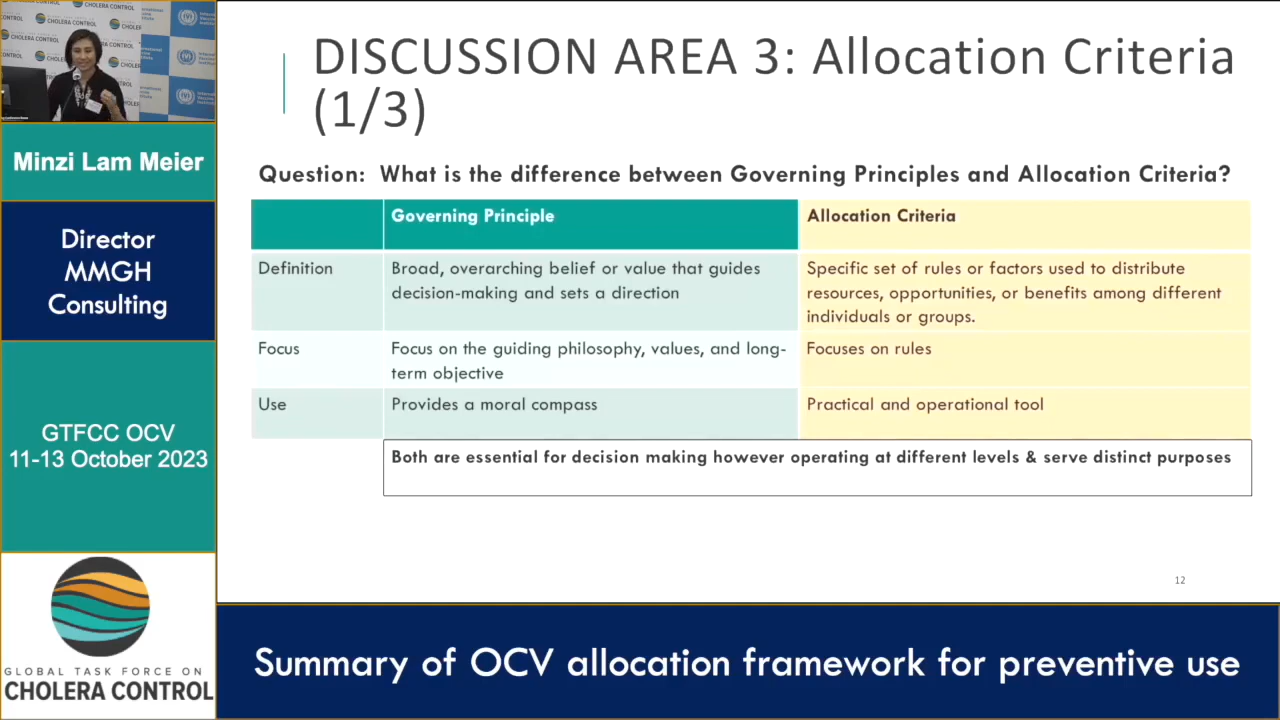 CHOLERA CONTROL
Minzi Lam Meier
Director
MMGH
Consulting
GTFCC OCV
11-13 October 2023
GLOBAL TASK FORCE ON
CHOLERA CONTROL
DISCUSSION AREA 3: Allocation Criteria
(1/3)
Question: What is the difference between Governing Principles and Allocation Criteria?
Governing Principle
Allocation Criteria
Definition
Broad, overarching belief or value that guides
decision-making and sets a direction
Specific set of rules or factors used to distribute
resources, opportunities, or benefits among different
individuals or groups.
Focus
Focus on the guiding philosophy, values, and long-
term objective
Focuses on rules
Use
Provides a moral compass
Practical and operational tool
Both are essential for decision making however operating at different levels & serve distinct purposes
12
Summary of OCV allocation framework for preventive use